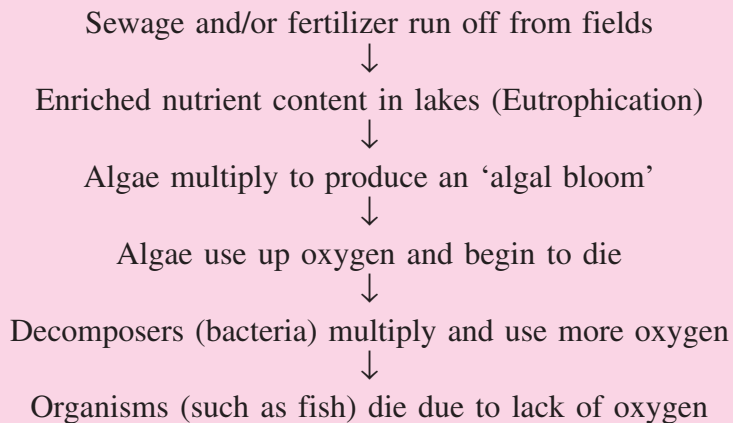 Sewage and/or fertilizer run off from fields
↓
Enriched nutrient content in lakes (Eutrophication)
↓
Algae multiply to produce an ‘algal bloom’
↓
Algae use up oxygen and begin to die
↓
Decomposers (bacteria) multiply and use more oxygen
↓
Organisms (such as fish) die due to lack of oxygen